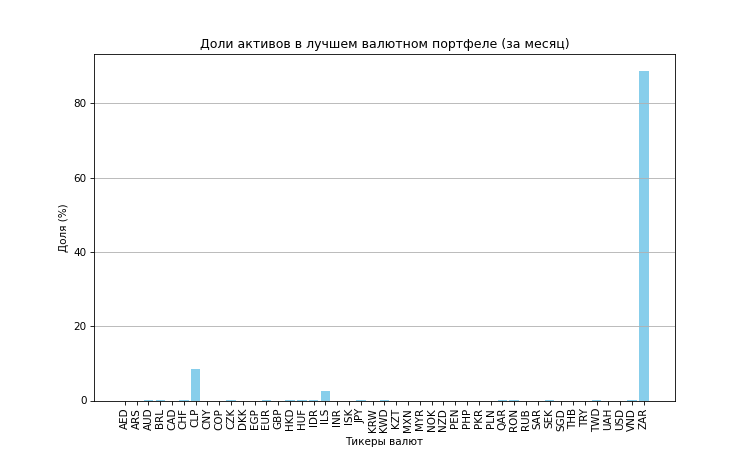 Доли активов в лучшем валютном портфеле (за месяц)
Доля (%)
80
60
40
20
0
AED ARS AUD BRL CAD CHF CLP CNY COP CZK DKK EGP EUR GBP HKD HUF IDR ILS INR ISK JPY KRW KWD KZT MXN MYR NOK NZD PEN PHP PKR PLN QAR RON RUB SAR SEK SGD THB TRY TWD UAH USD VND ZAR
Тикеры валют